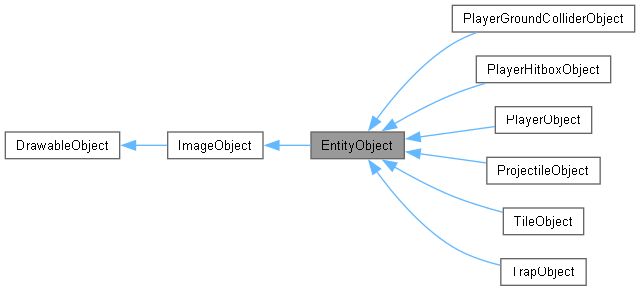 PlayerGroundColliderObject
PlayerHitboxObject
PlayerObject
DrawableObject
ImageObject
EntityObject
ProjectileObject
TileObject
TrapObject